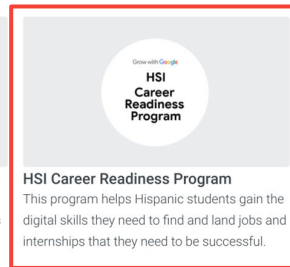 Grow with Google
HSI
Career
Readiness
Program
HSI Career Readiness Program
This program helps Hispanic students gain the
digital skills they need to find and land jobs and
internships that they need to be successful.